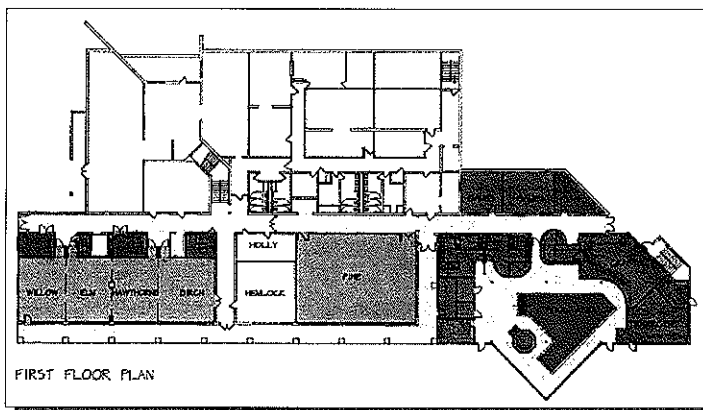 HOLLY
PINE
WILLOW ELM HAWTHORNE BIRCH HEMLOCK
FIRST FLOOR PLAN